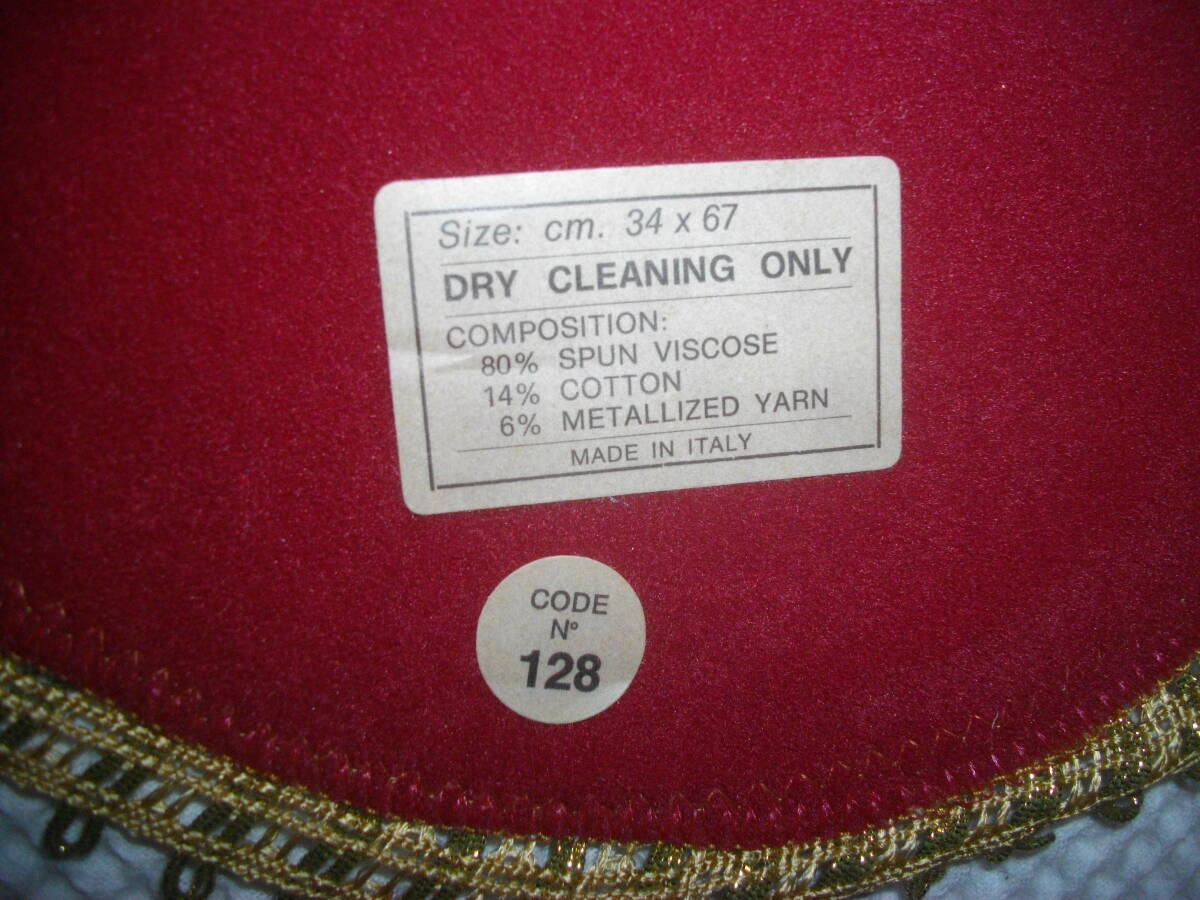 Size: cm. 34 x 67
DRY CLEANING ONLY
COMPOSITION:
80% SPUN VISCOSE
14% COTTON
6% METALLIZED YARN
MADE IN ITALY
CODE
N°
128